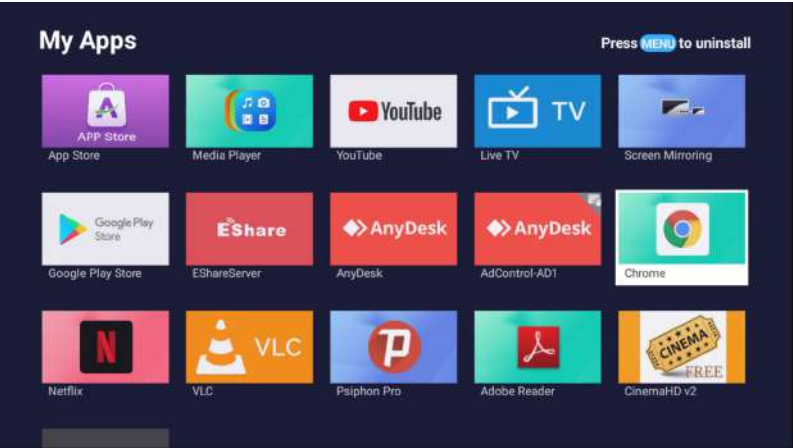 My Apps
Press MENU to uninstall
APP Store
App Store
Media Player
YouTube
YouTube
TV
Live TV
Screen Mirroring
Google Play
Store
Google Play Store
EShare
EShareServer
AnyDesk
AnyDesk
AnyDesk
AdControl-AD1
Chrome
N
Netflix
VLC
VLC
Psiphon Pro
Adobe Reader
CINEMA
FREE
CinemaHD v2